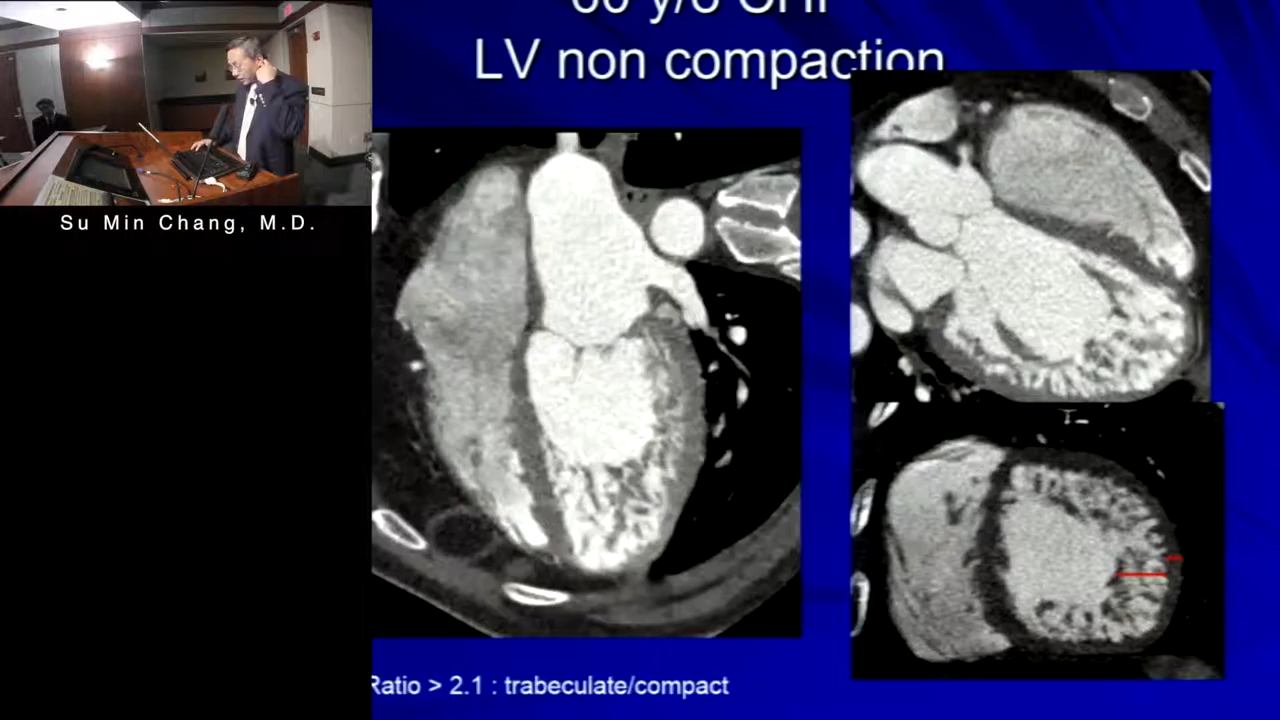 LV non compaction
Su Min Chang, M.D.
Ratio > 2.1 : trabeculate/compact